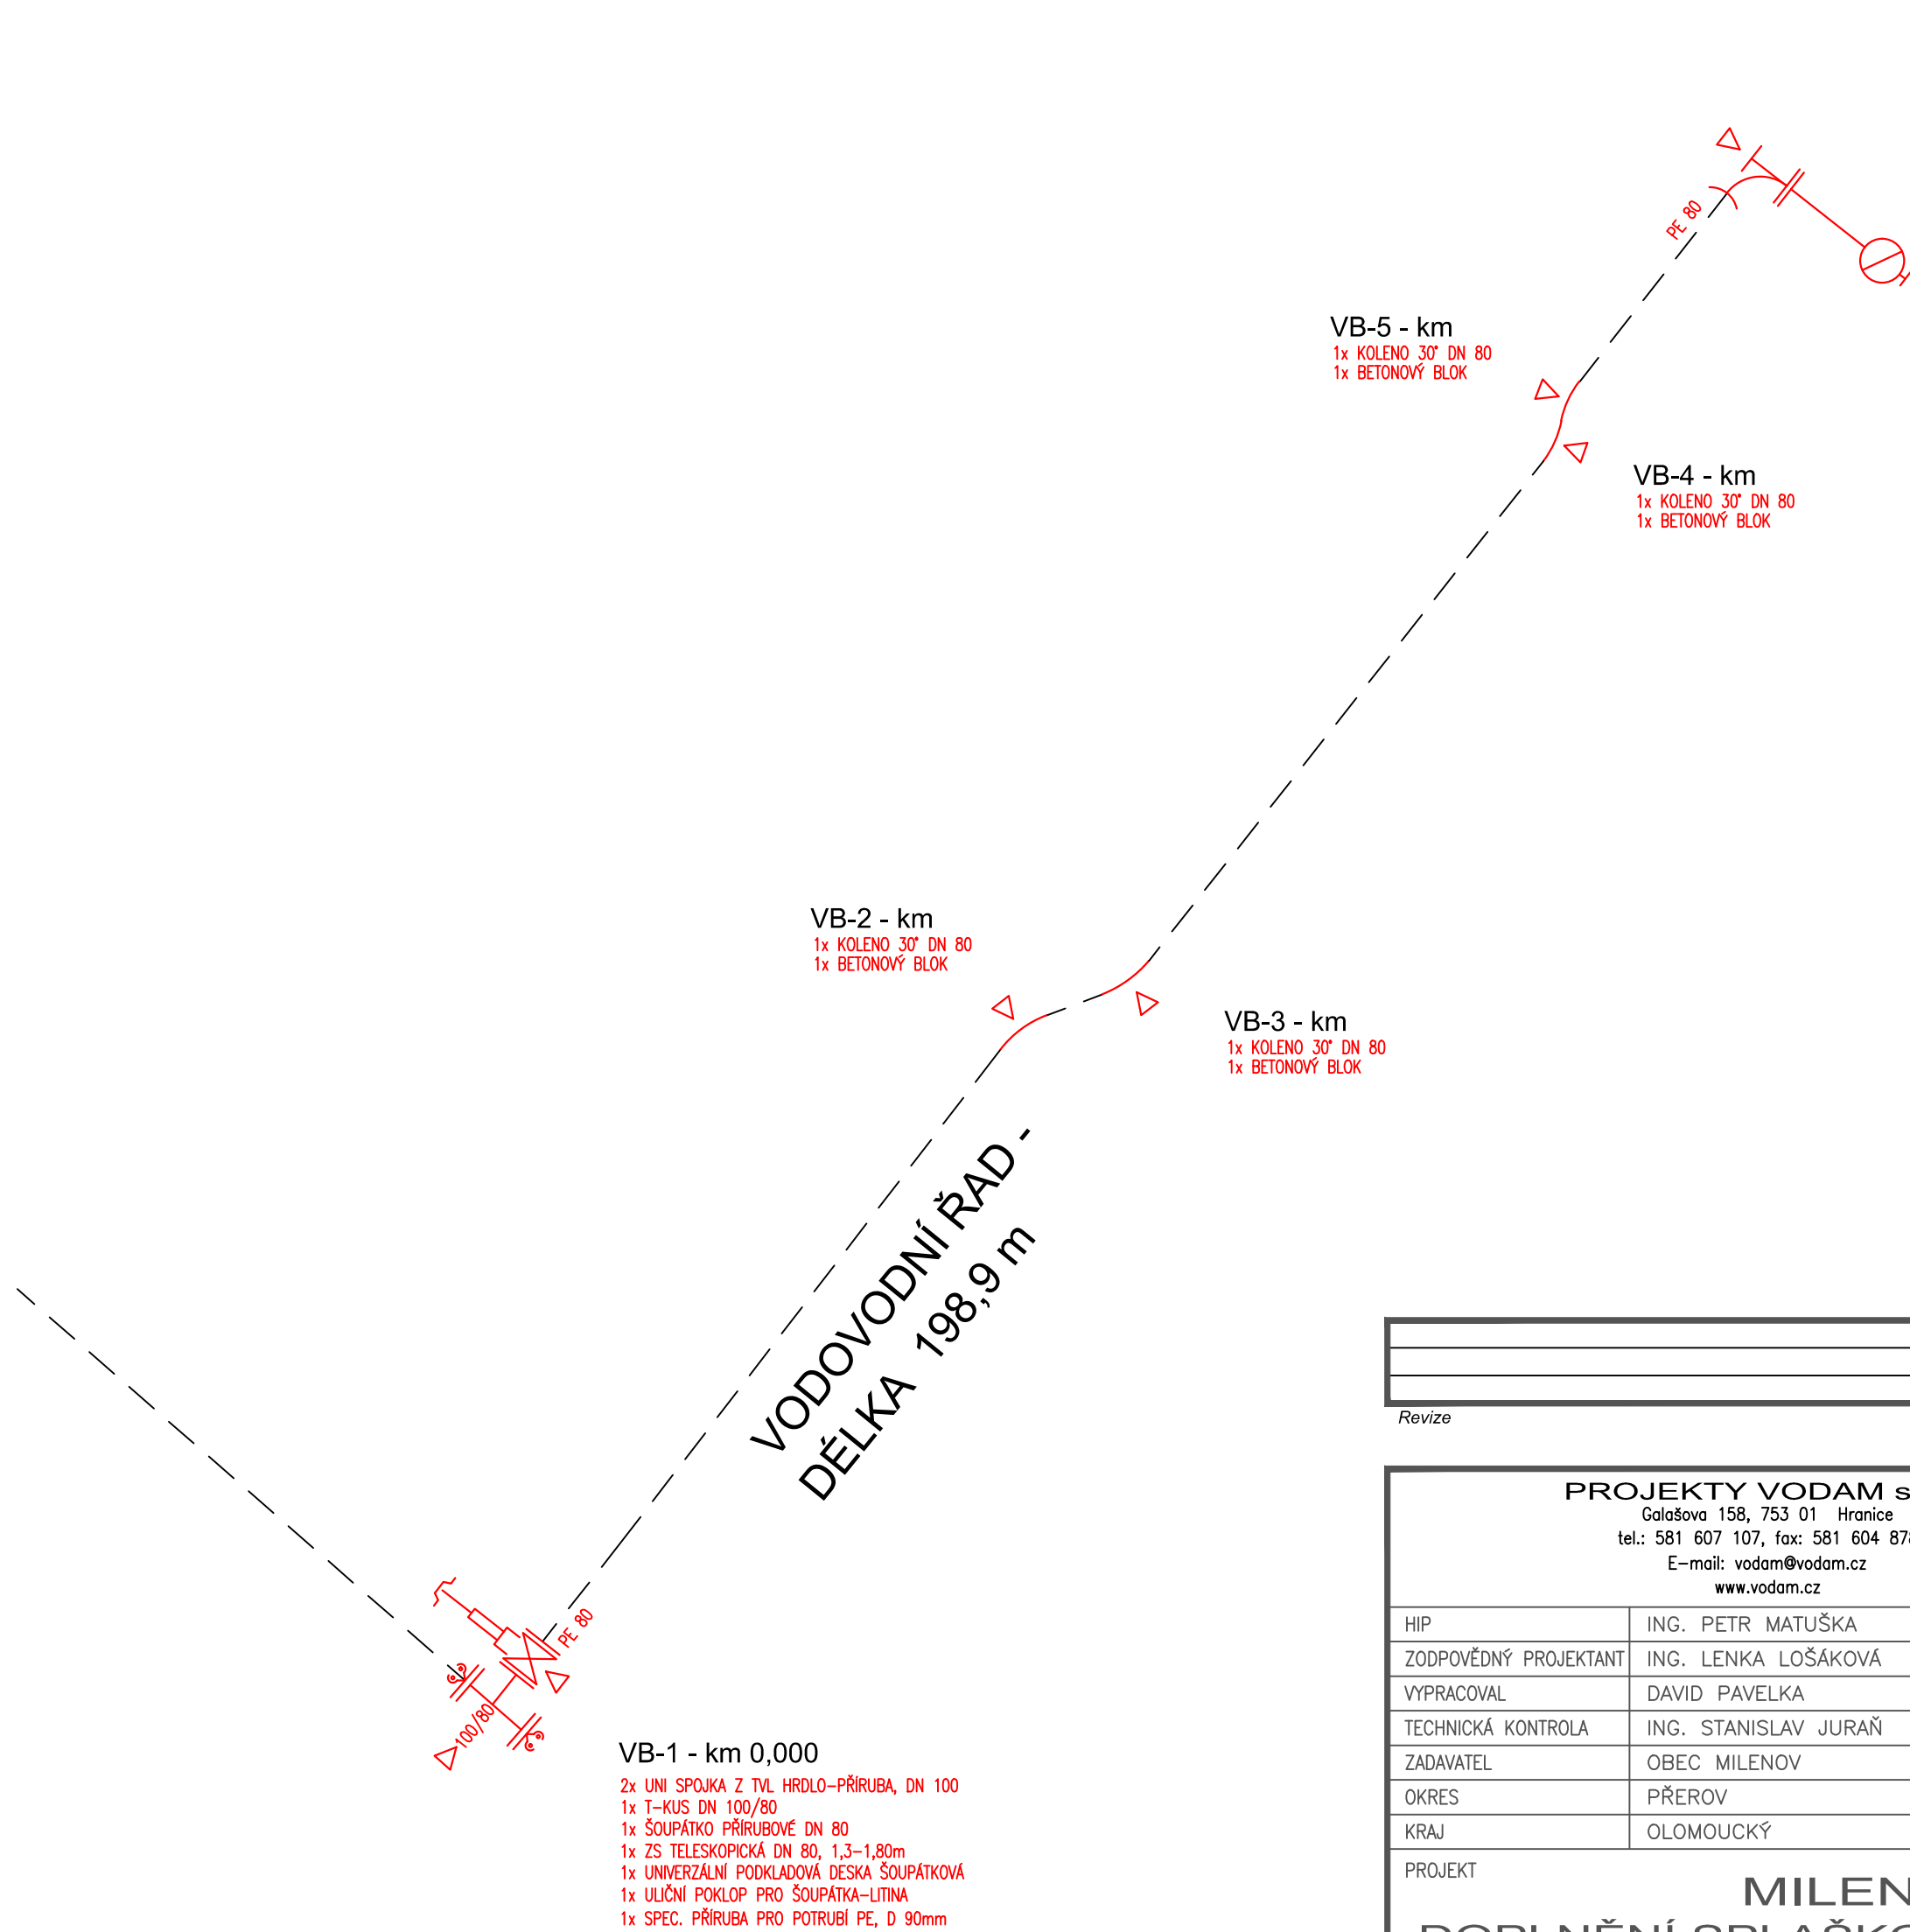 PE 80
VB-5 - km
1x KOLENO 30° DN 80
1x BETONOVÝ BLOK
VB-4 - km
1x KOLENO 30° DN 80
1x BETONOVÝ BLOK
VB-2 - km
1x KOLENO 30° DN 80
1x BETONOVÝ BLOK
VB-3 - km
1x KOLENO 30° DN 80
1x BETONOVÝ BLOK
VODOVODNÍ ŘAD -
DÉLKA 198,9 m
PE 80
100/80
VB-1 - km 0,000
2x UNI SPOJKA Z TVL HRDLO-PŘÍRUBA, DN 100
1x T-KUS DN 100/80
1x ŠOUPÁTKO PŘÍRUBOVÉ DN 80
1x ZS TELESKOPICKÁ DN 80, 1,3-1,80m
1x UNIVERZÁLNÍ PODKLADOVÁ DESKA ŠOUPÁTKOVÁ
1x ULIČNÍ POKLOP PRO ŠOUPÁTKA-LITINA
1x SPEC. PŘÍRUBA PRO POTRUBÍ PE, D 90mm
Revize
PROJEKTY VODAM s
Galašova 158, 753 01 Hranice
tel.: 581 607 107, fax: 581 604 878
E-mail: vodam@vodam.cz
www.vodam.cz
HIP ING. PETR MATUŠKA
ZODPOVĚDNÝ PROJEKTANT ING. LENKA LOŠÁKOVÁ
VYPRACOVAL DAVID PAVELKA
TECHNICKÁ KONTROLA ING. STANISLAV JURAŇ
ZADAVATEL OBEC MILENOV
OKRES PŘEROV
KRAJ OLOMOUCKÝ
PROJEKT
MILEN
DOPLNĚNÍ SPLAŠKO